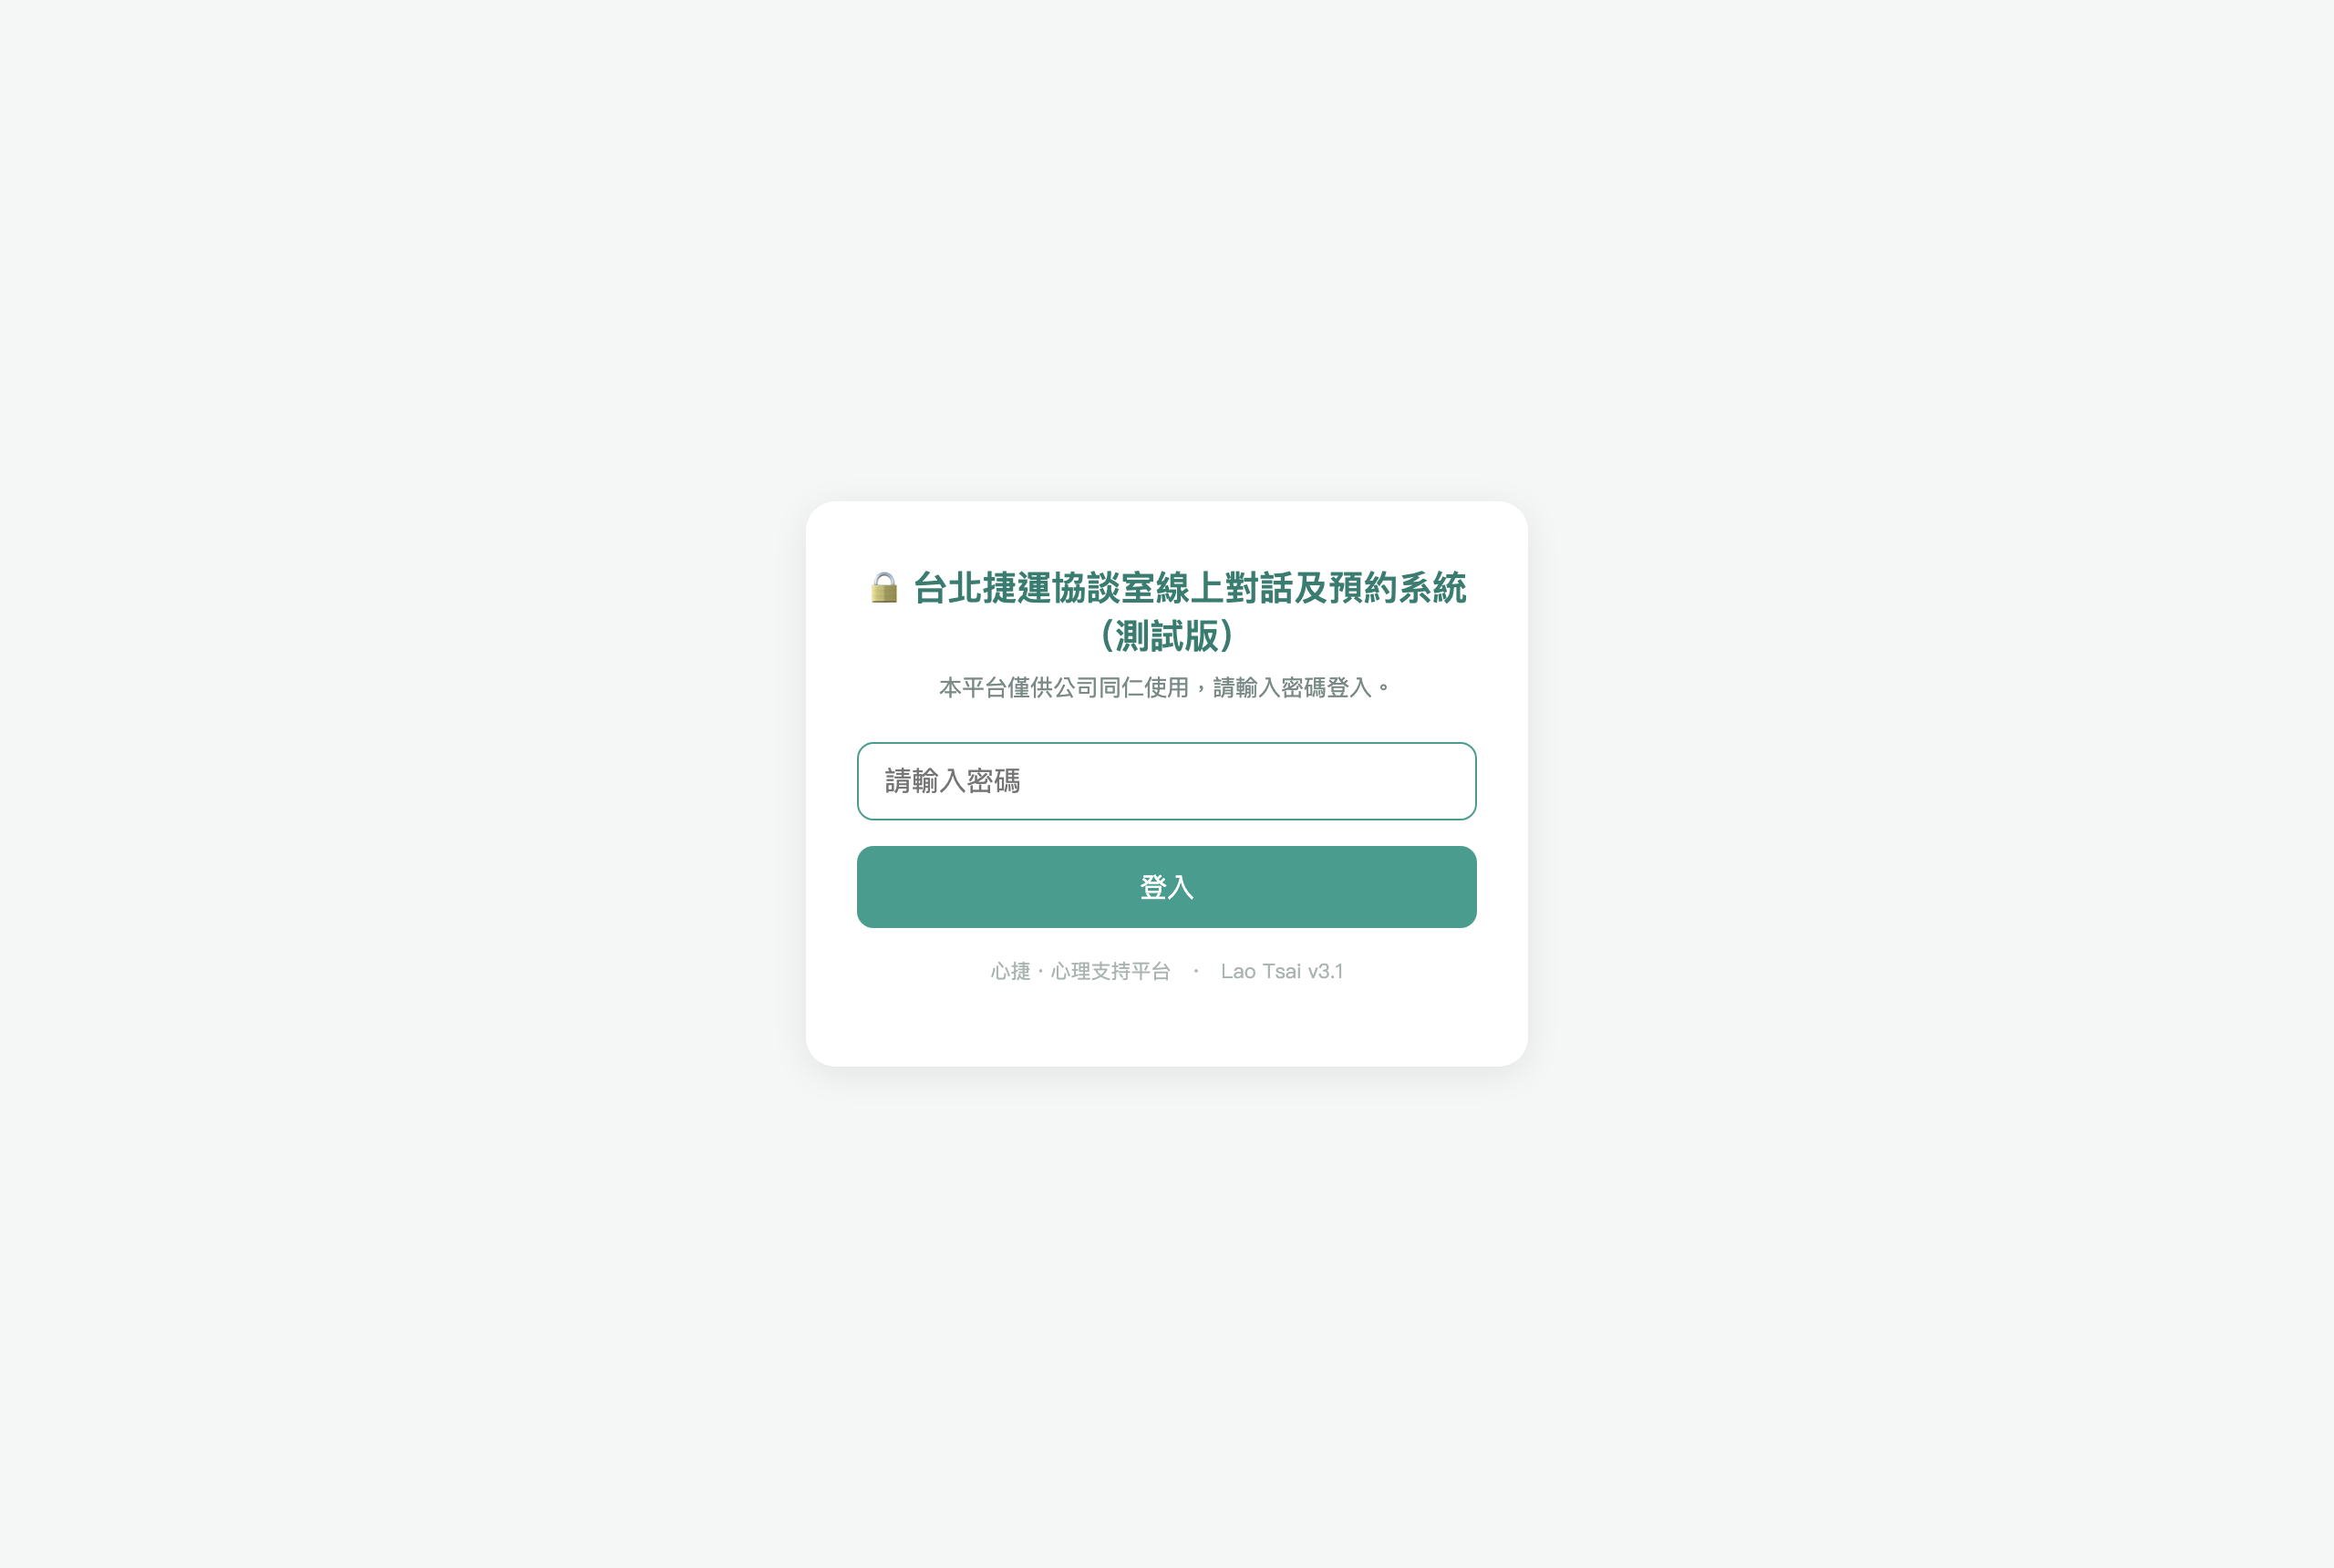 🔒 台北捷運協談室線上對話及預約系統
(測試版)
本平台僅供公司同仁使用，請輸入密碼登入。
請輸入密碼
登入
心捷・心理支持平台 ・ Lao Tsai v3.1